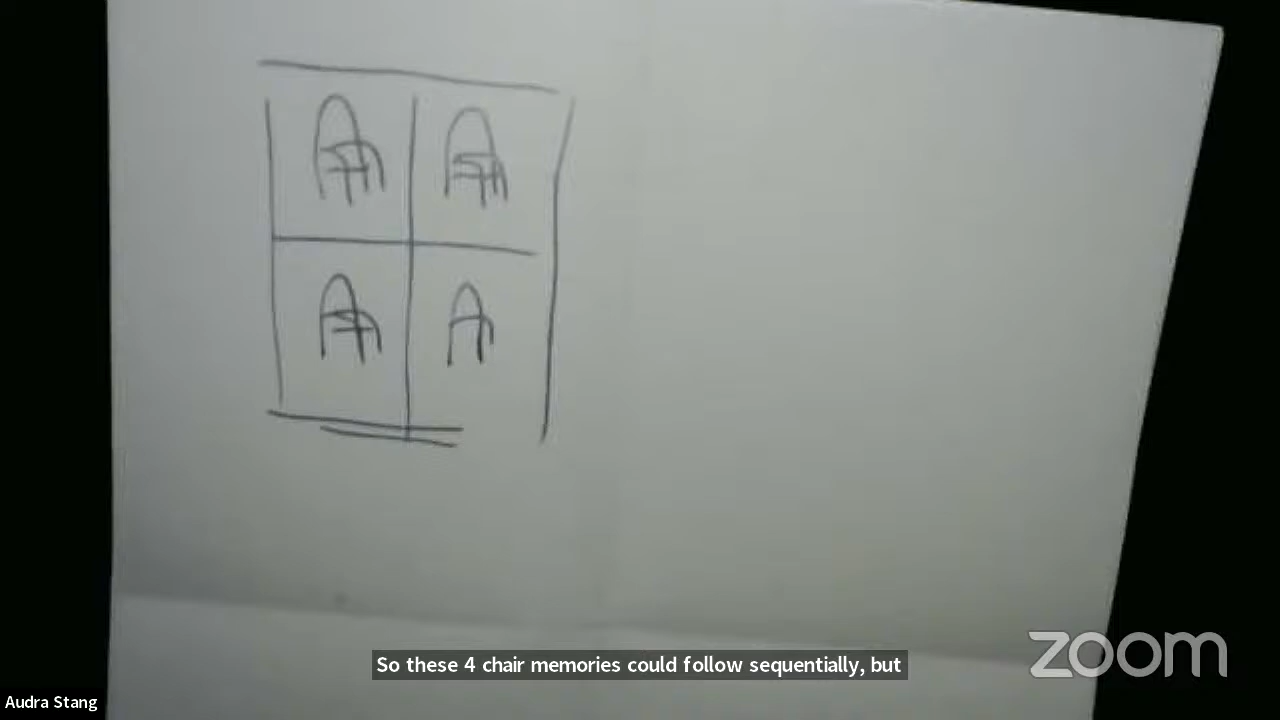 So these 4 chair memories could follow sequentially, but
zoom
Audra Stang